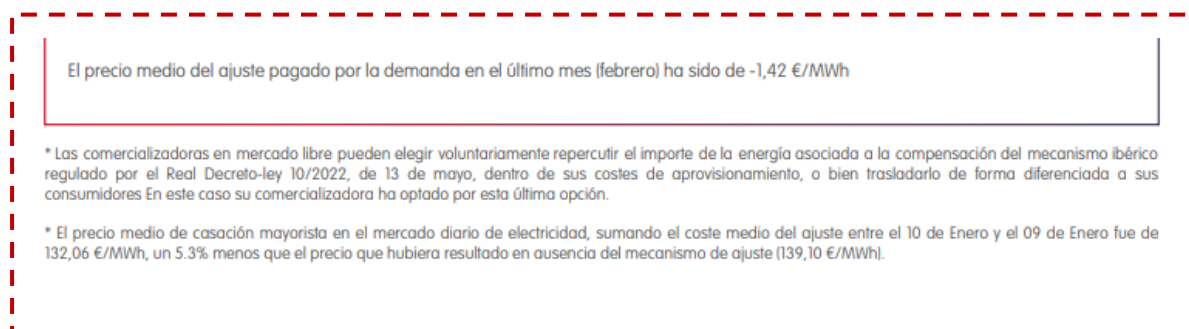 El precio medio del ajuste pagado por la demanda en el último mes (febrero) ha sido de -1,42 €/MWh
* Las comercializadoras en mercado libre pueden elegir voluntariamente repercutir el importe de la energía asociada a la compensación del mecanismo ibérico
regulado por el Real Decreto-ley 10/2022, de 13 de mayo, dentro de sus costes de aprovisionamiento, o bien trasladarlo de forma diferenciada a sus
consumidores En este caso su comercializadora ha optado por esta última opción.
* El precio medio de casación mayorista en el mercado diario de electricidad, sumando el coste medio del ajuste entre el 10 de Enero y el 09 de Enero fue de
132,06 €/MWh, un 5.3% menos que el precio que hubiera resultado en ausencia del mecanismo de ajuste (139,10 €/MWh).